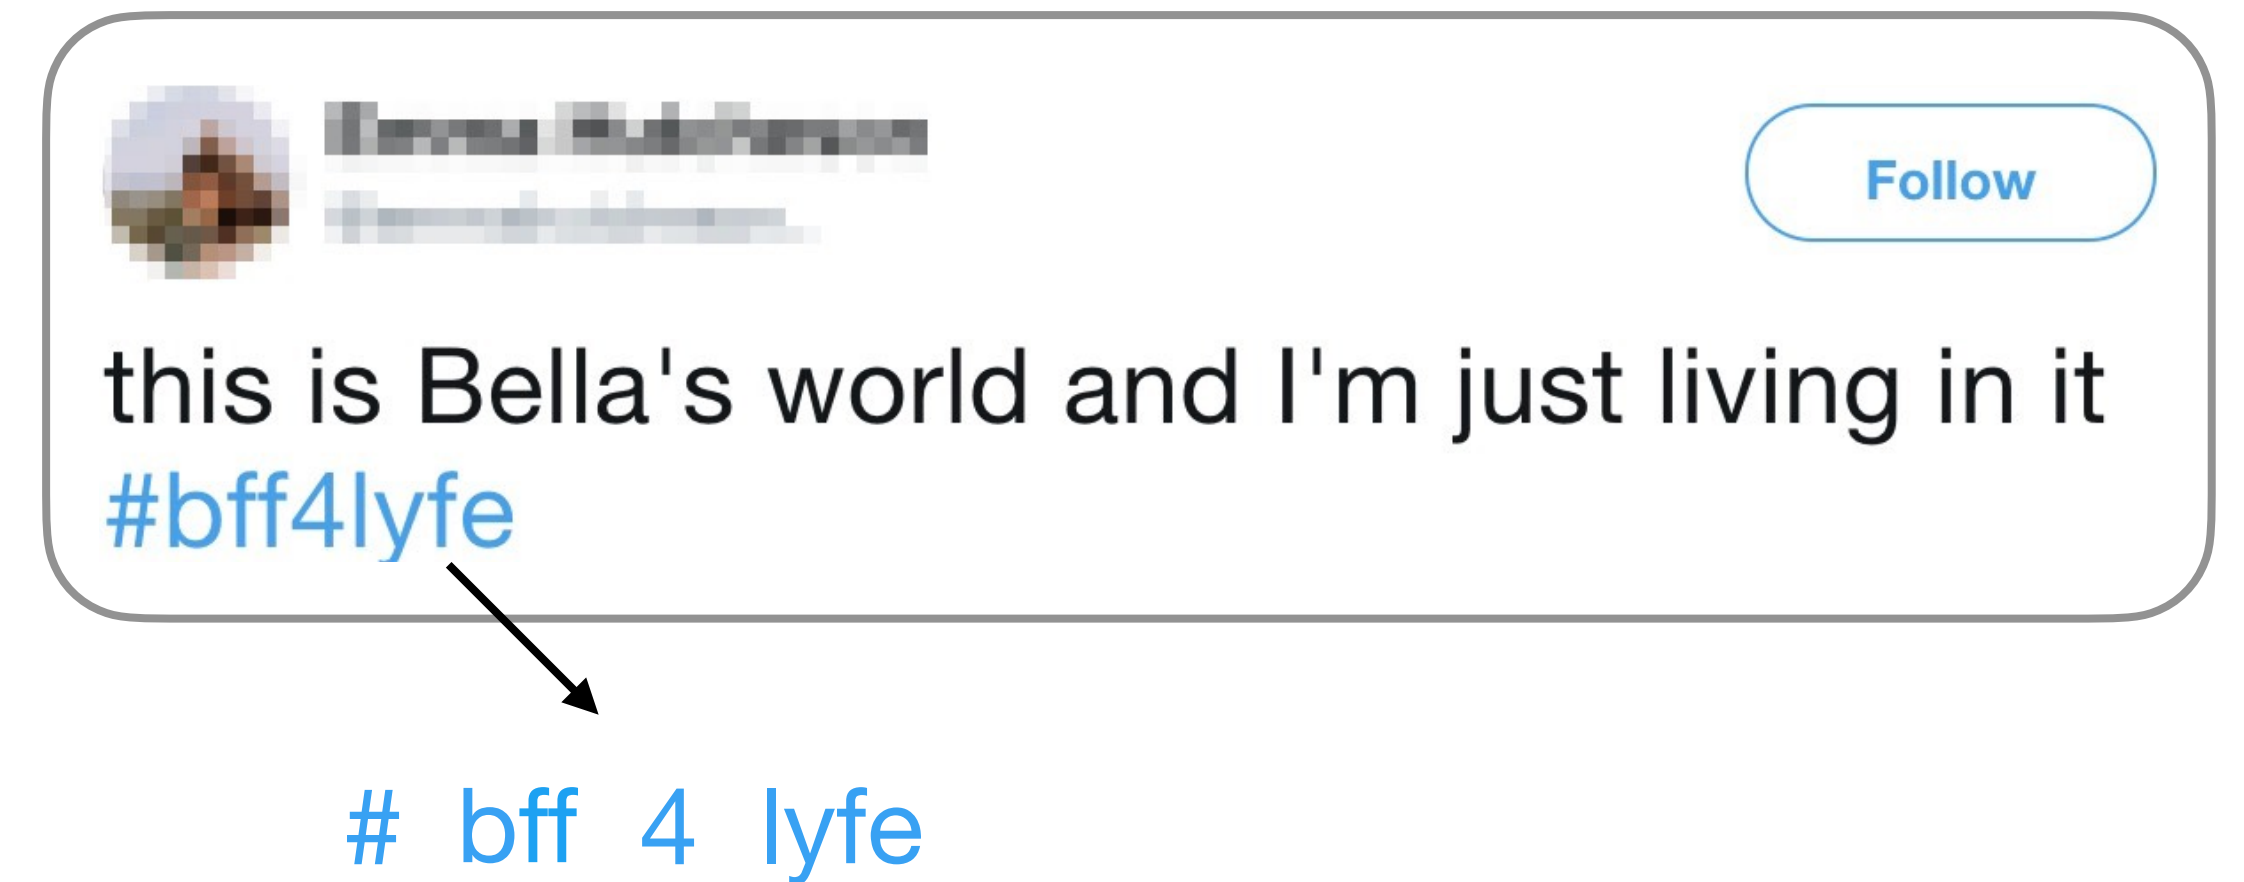 Follow
this is Bella's world and I'm just living in it
#bff4lyfe
# bff 4 lyfe